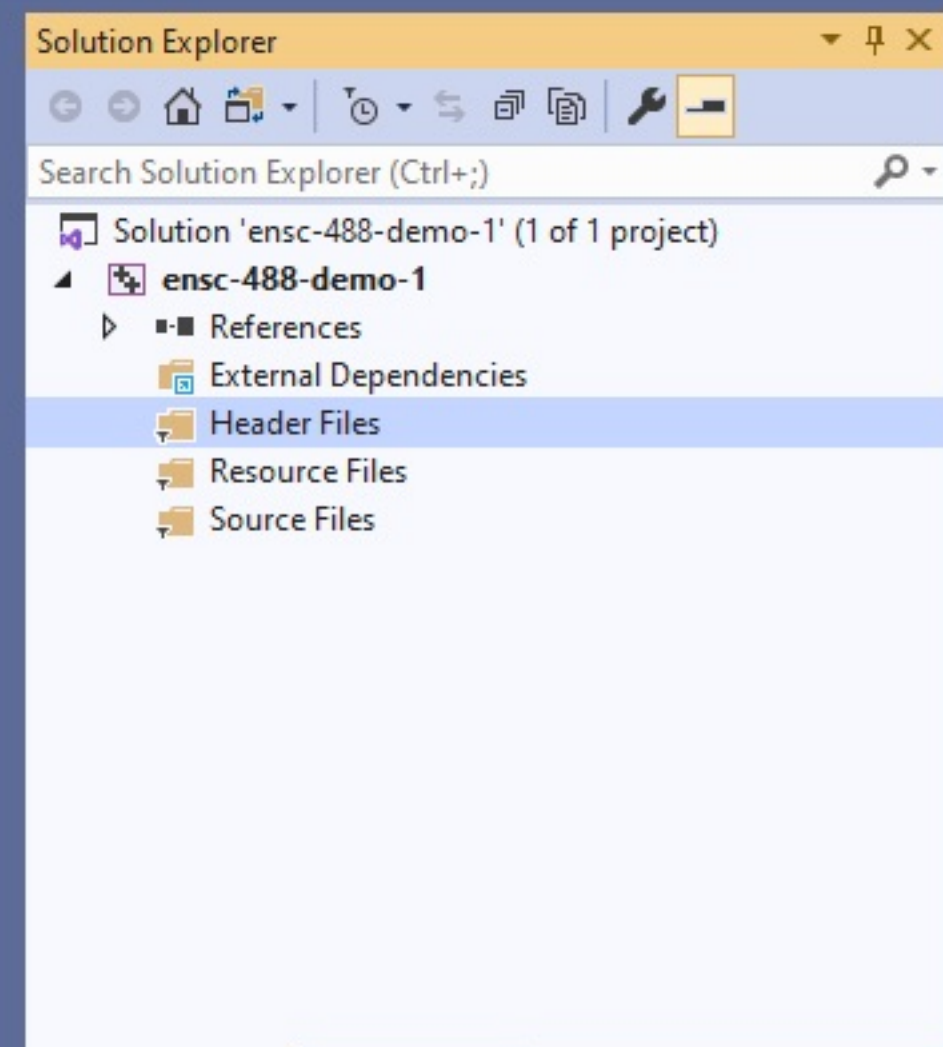 Solution Explorer
Search Solution Explorer (Ctrl+;)
Solution 'ensc-488-demo-1' (1 of 1 project)
ensc-488-demo-1
References
External Dependencies
Header Files
Resource Files
Source Files